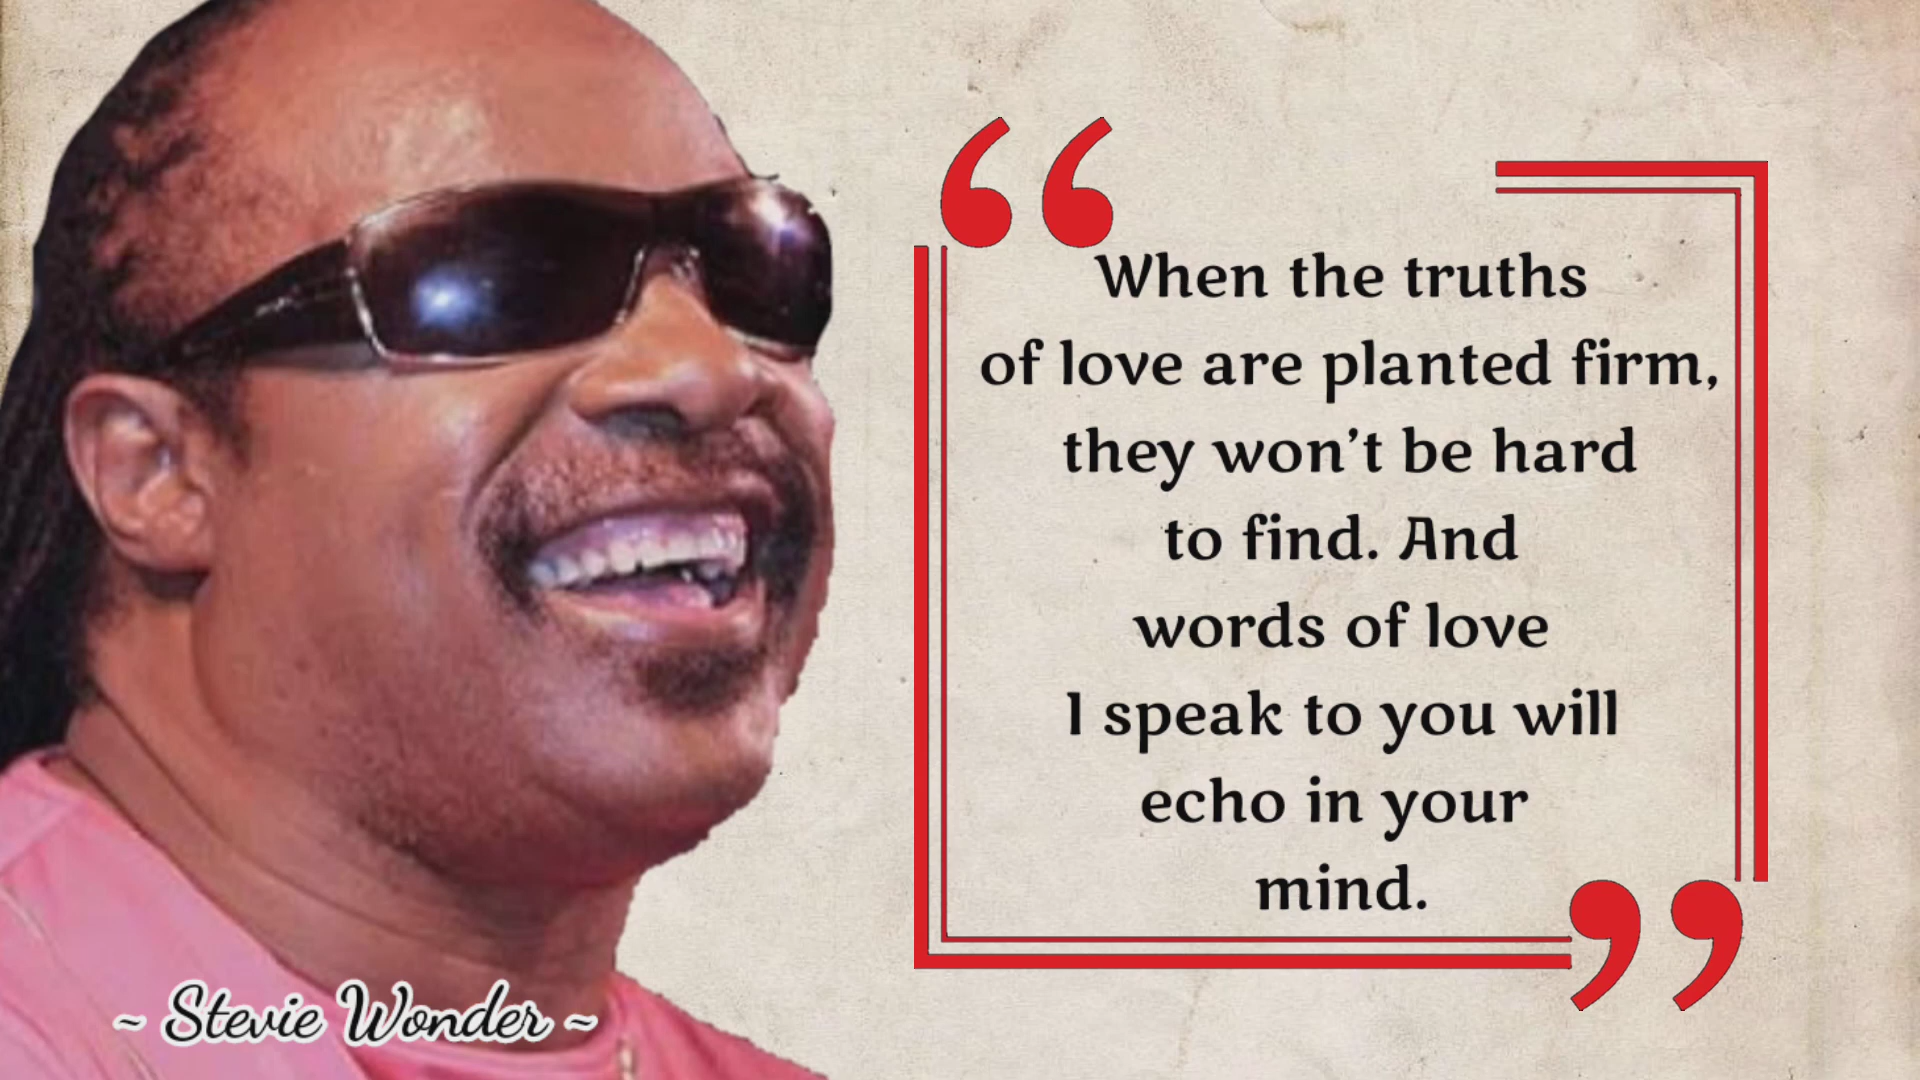 When the truths
of love are planted firm,
they won’t be hard
to find. And
words of love
I speak to you will
echo in your
mind.
~ Stevie Wonder ~